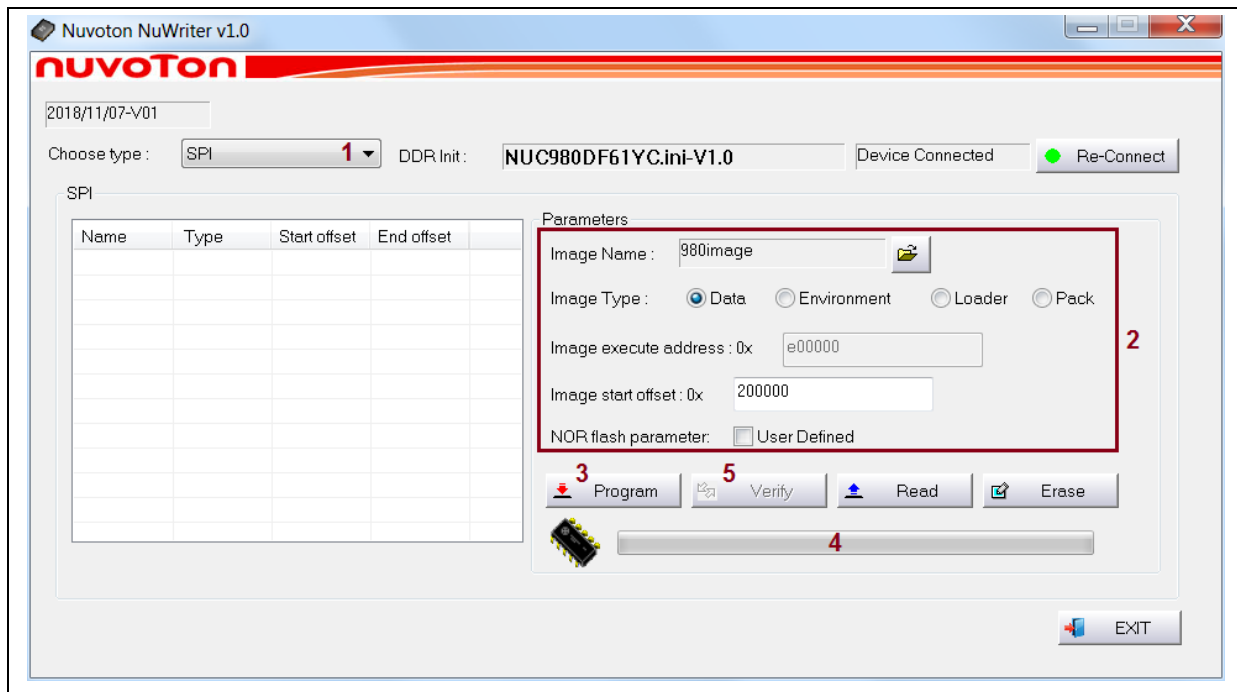 Nuvoton NuWriter v1.0
nuvoTon
2018/11/07-V01
Choose type : SPI 1 DDR Init : NUC980DF61YC.ini-V1.0 Device Connected Re-Connect
SPI
Name Type Start offset End offset
Parameters
Image Name : 980image
Image Type : Data Environment Loader Pack
2
Image execute address : 0x e00000
Image start offset : 0x 200000
NOR flash parameter: User Defined
3 Program 5 Verify Read Erase
4
EXIT